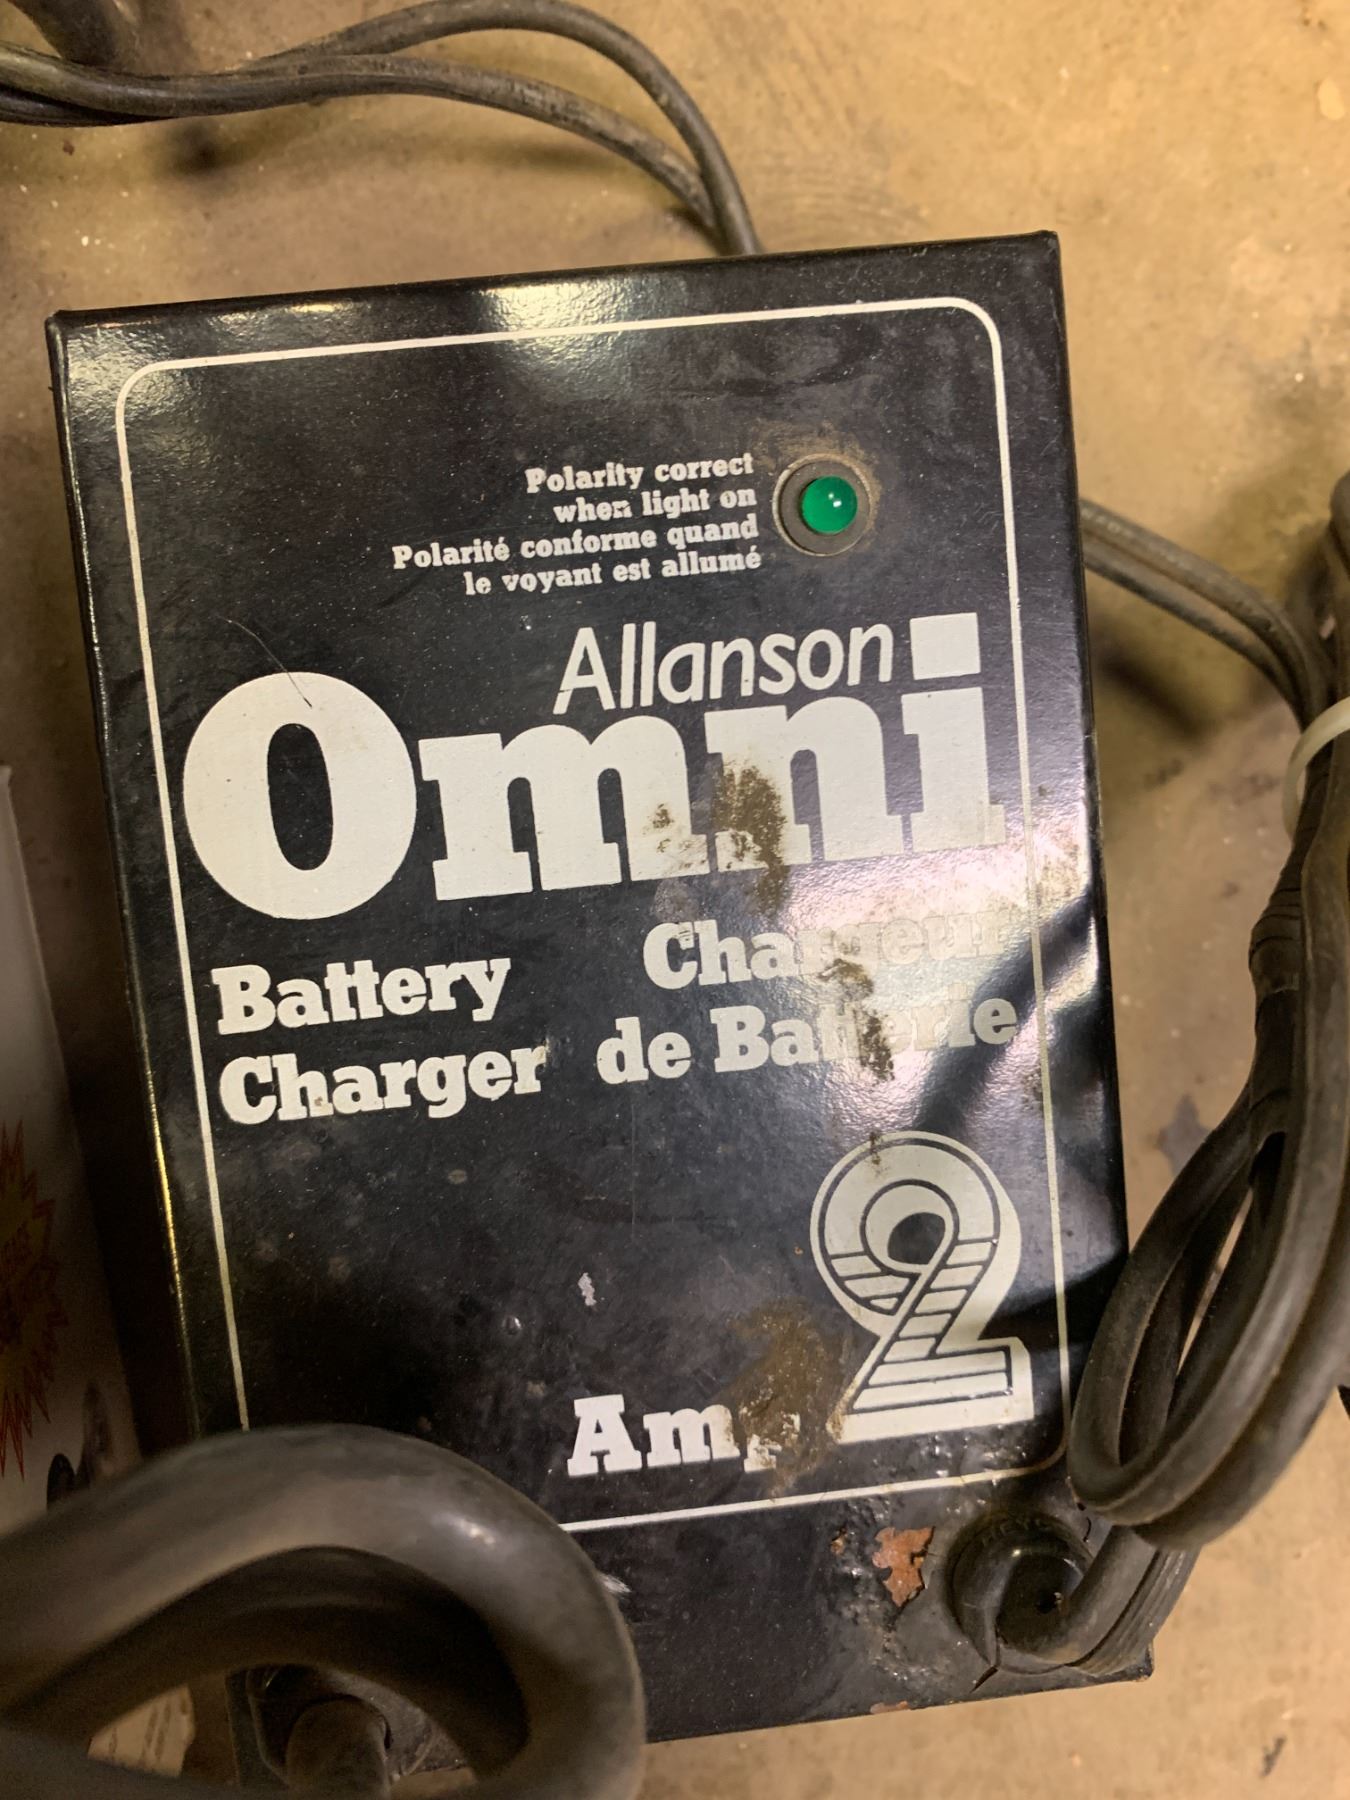 Polarity correct
when light on
Polarité conforme quand
le voyant est allumé
Allanson
Omni
Battery
Charger
Chargeur
de Batterie
2
Amp